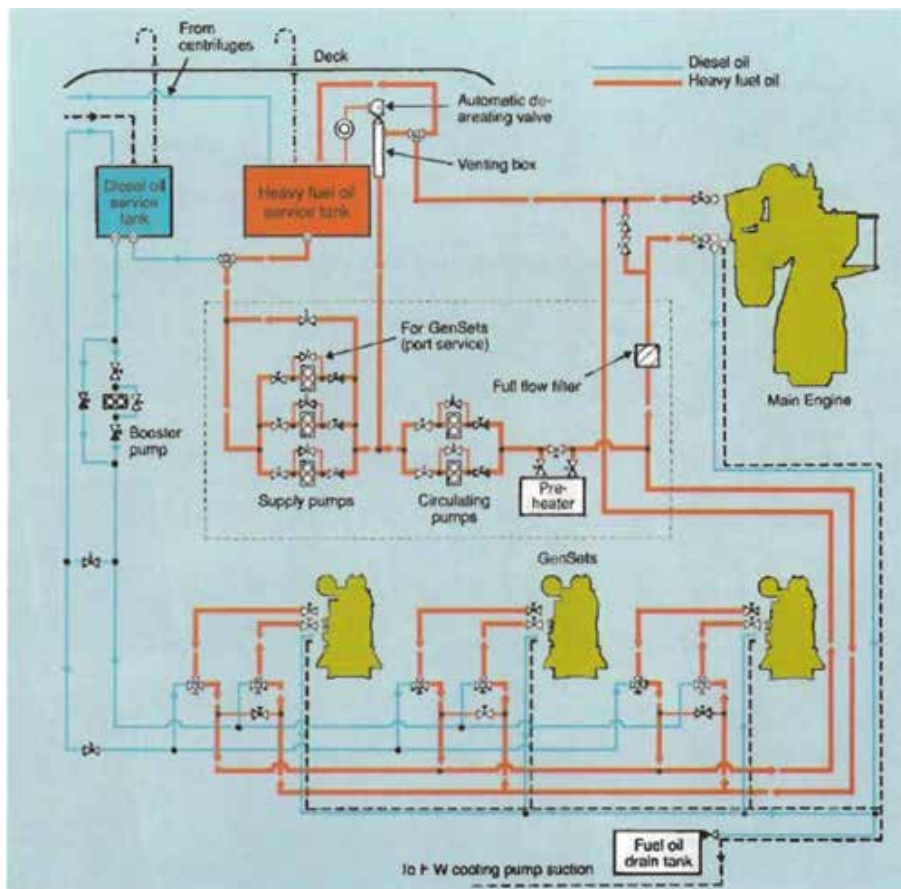 From
centrifuges
Deck
Diesel oil
Heavy fuel oil
Automatic de-
areating valve
Venting box
Diesel oil
service
tank
Heavy fuel oil
service tank
For GenSets
(port service)
Full flow filter
Main Engine
Booster
pump
Supply pumps
Circulating
pumps
Pre-
heater
GenSets
Fuel oil
drain tank
To F W cooling pump suction